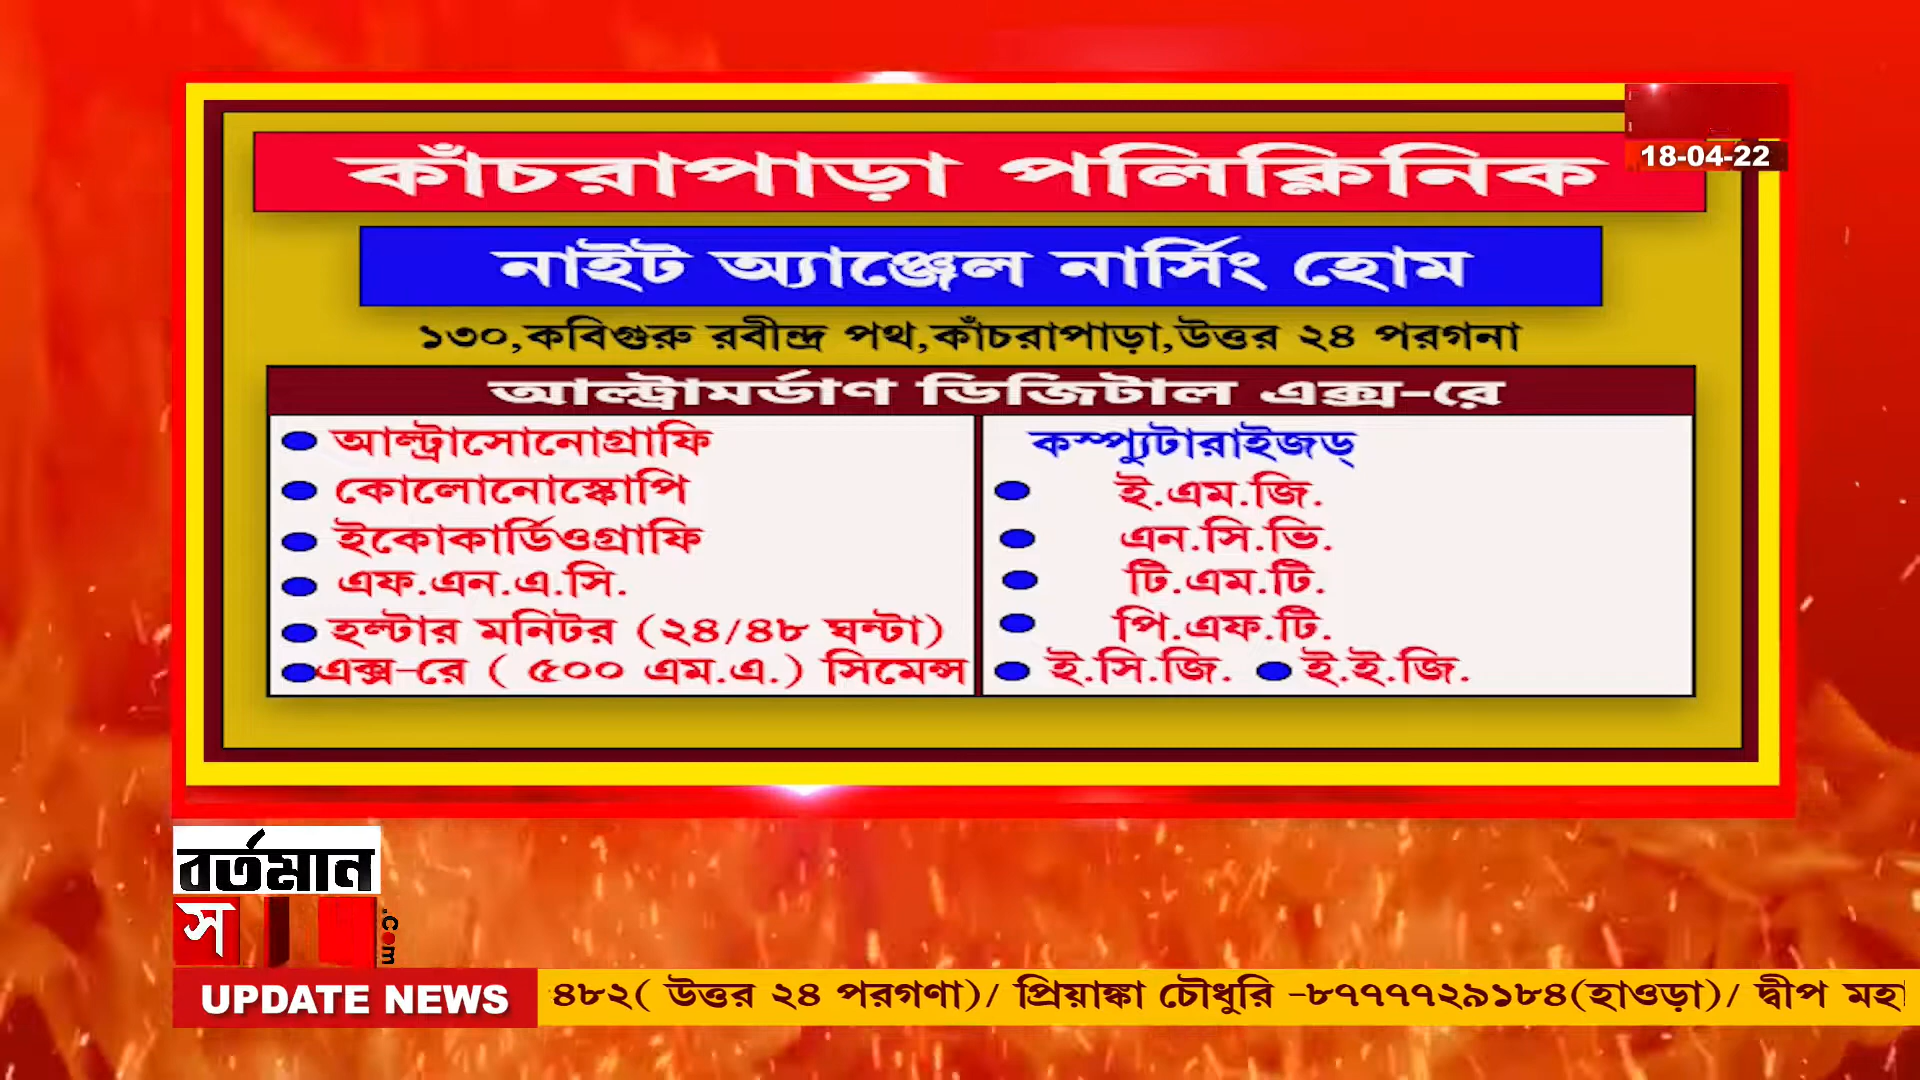 18-04-22
কাঁচরাপাড়া পলিক্লিনিক
নাইট অ্যাঞ্জেল নার্সিং হোম
১৩০,কবিগুরু রবীন্দ্র পথ,কাঁচরাপাড়া,উত্তর ২৪ পরগনা
আল্ট্রামর্ডাণ ডিজিটাল এক্স-রে
আল্ট্রাসোনোগ্রাফি
কোলোনোস্কোপি
ইকোকার্ডিওগ্রাফি
এফ.এন.এ.সি.
হল্টার মনিটর (২৪/৪৮ ঘন্টা)
এক্স-রে ( ৫০০ এম.এ.) সিমেন্স
কম্প্যুটারাইজড্
ই.এম.জি.
এন.সি.ভি.
টি.এম.টি.
পি.এফ.টি.
ই.সি.জি. ই.ই.জি.
বর্তমান
স
.com
UPDATE NEWS
৪৮২( উত্তর ২৪ পরগণা)/ প্রিয়াঙ্কা চৌধুরি -৮৭৭৭৭২৯১৮৪(হাওড়া)/ দ্বীপ মহা